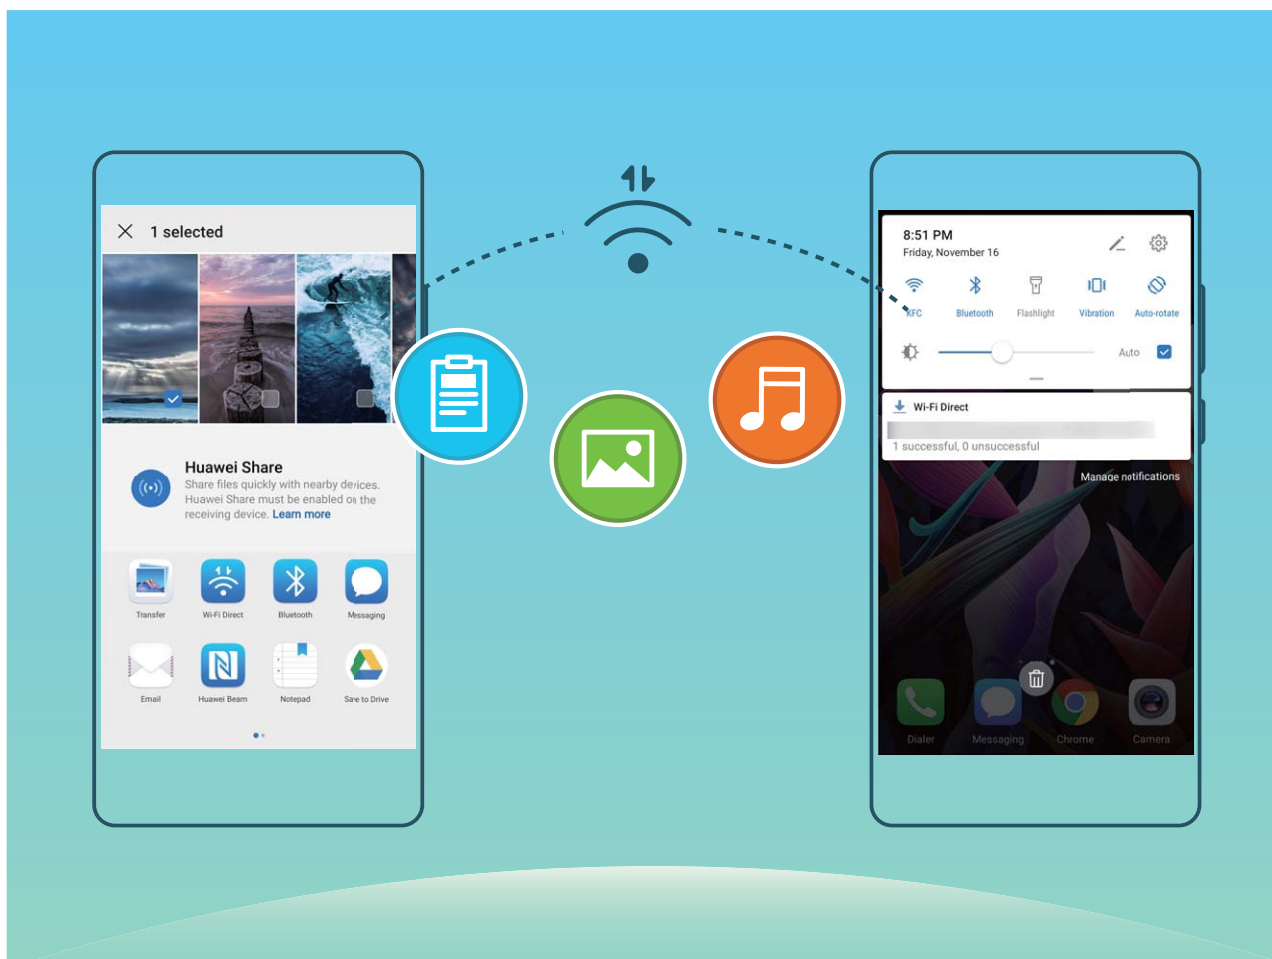 1 selected
Huawei Share
Share files quickly with nearby devices.
Huawei Share must be enabled on the
receiving device. Learn more
Transfer
Wi-Fi Direct
Bluetooth
Messaging
Email
Huawei Beam
Notepad
Save to Drive
8:51 PM
Friday, November 16
KFC
Bluetooth
Flashlight
Vibration
Auto-rotate
Auto
Wi-Fi Direct
1 successful, 0 unsuccessful
Manage notifications
Dialer
Messaging
Chrome
Camera